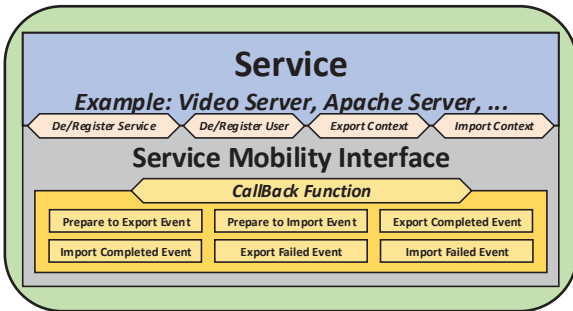 Service
Example: Video Server, Apache Server, ...
De/Register Service De/Register User Export Context Import Context
Service Mobility Interface
CallBack Function
Prepare to Export Event Prepare to Import Event Export Completed Event
Import Completed Event Export Failed Event Import Failed Event